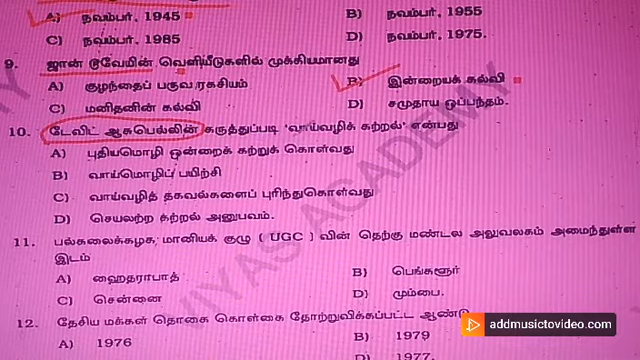 A) நவம்பர், 1945 B) நவம்பர், 1955
C) நவம்பர், 1985 D) நவம்பர், 1975.
9. ஜான் டூவேயின் வெளியீடுகளில் முக்கியமானது
A) குழந்தைப் பருவ ரகசியம் B) இன்றையக் கல்வி
C) மனிதனின் கல்வி D) சமுதாய ஒப்பந்தம்.
10. டேவிட் ஆசுபெல்லின் கருத்துப்படி 'வாய்வழிக் கற்றல்' என்பது
A) புதியமொழி ஒன்றைக் கற்றுக் கொள்வது
B) வாய்மொழிப் பயிற்சி
C) வாய்வழித் தகவல்களைப் புரிந்துகொள்வது
D) செயலற்ற கற்றல் அனுபவம்.
11. பல்கலைக்கழக மானியக் குழு ( UGC ) வின் தெற்கு மண்டல அலுவலகம் அமைந்துள்ள
இடம்
A) ஹைதராபாத் B) பெங்களூர்
C) சென்னை D) மும்பை.
12. தேசிய மக்கள் தொகை கொள்கை தோற்றுவிக்கப்பட்ட ஆண்டு
A) 1976 B) 1979
D) 1977.
VIYAS ACADEMY
addmusictovideo.com